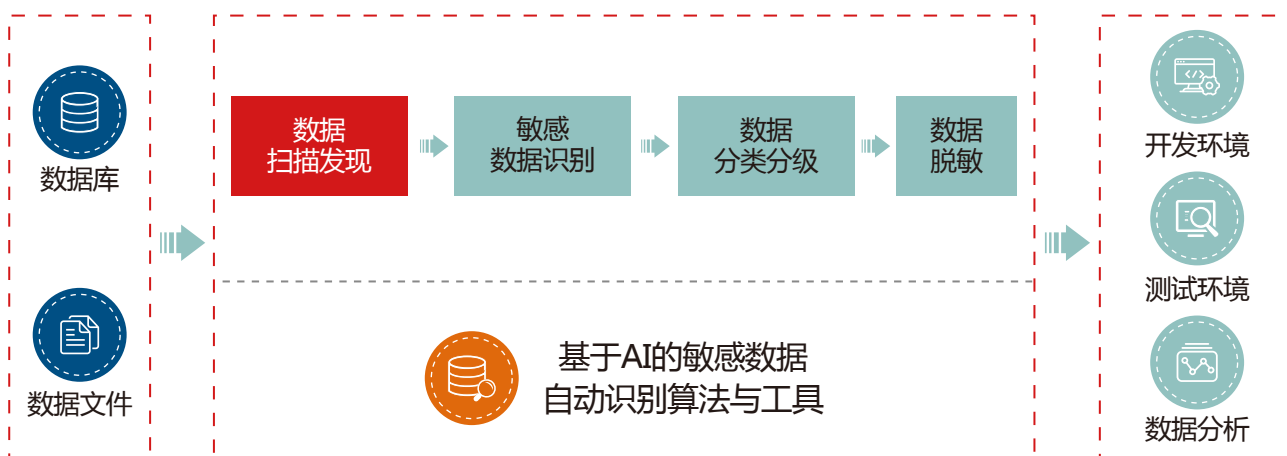 数据库
数据文件
数据
扫描发现
敏感
数据识别
数据
分类分级
数据
脱敏
基于AI的敏感数据
自动识别算法与工具
开发环境
测试环境
数据分析